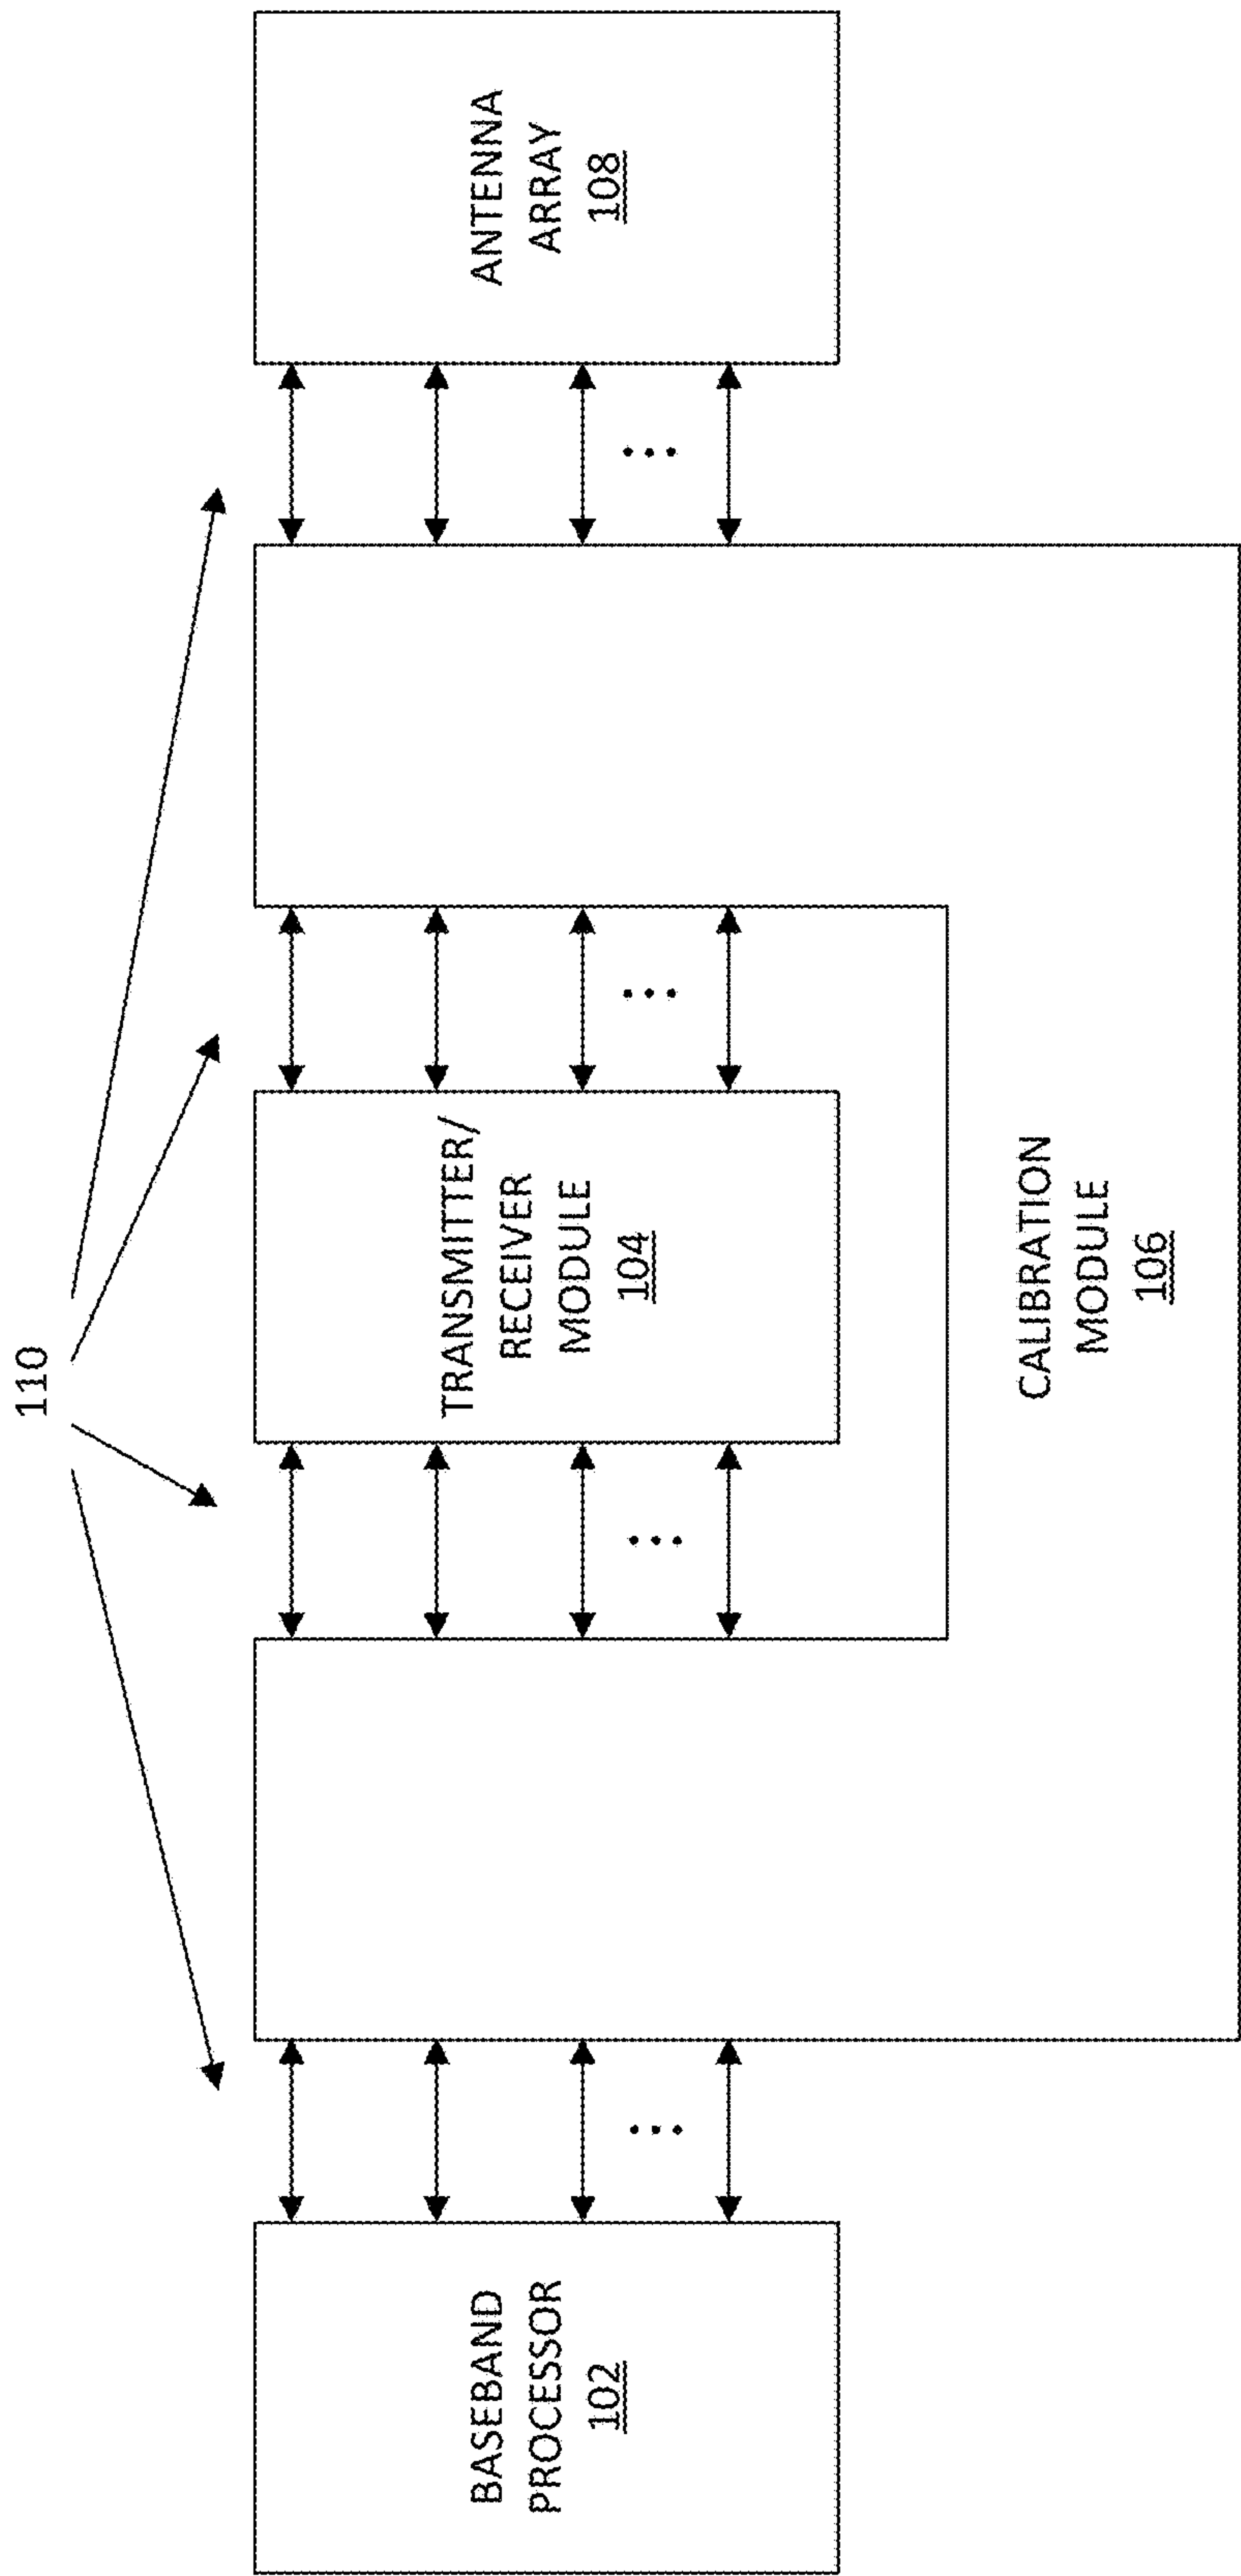 110
BASEBAND
PROCESSOR
102
TRANSMITTER/
RECEIVER
MODULE
104
ANTENNA
ARRAY
108
CALIBRATION
MODULE
106